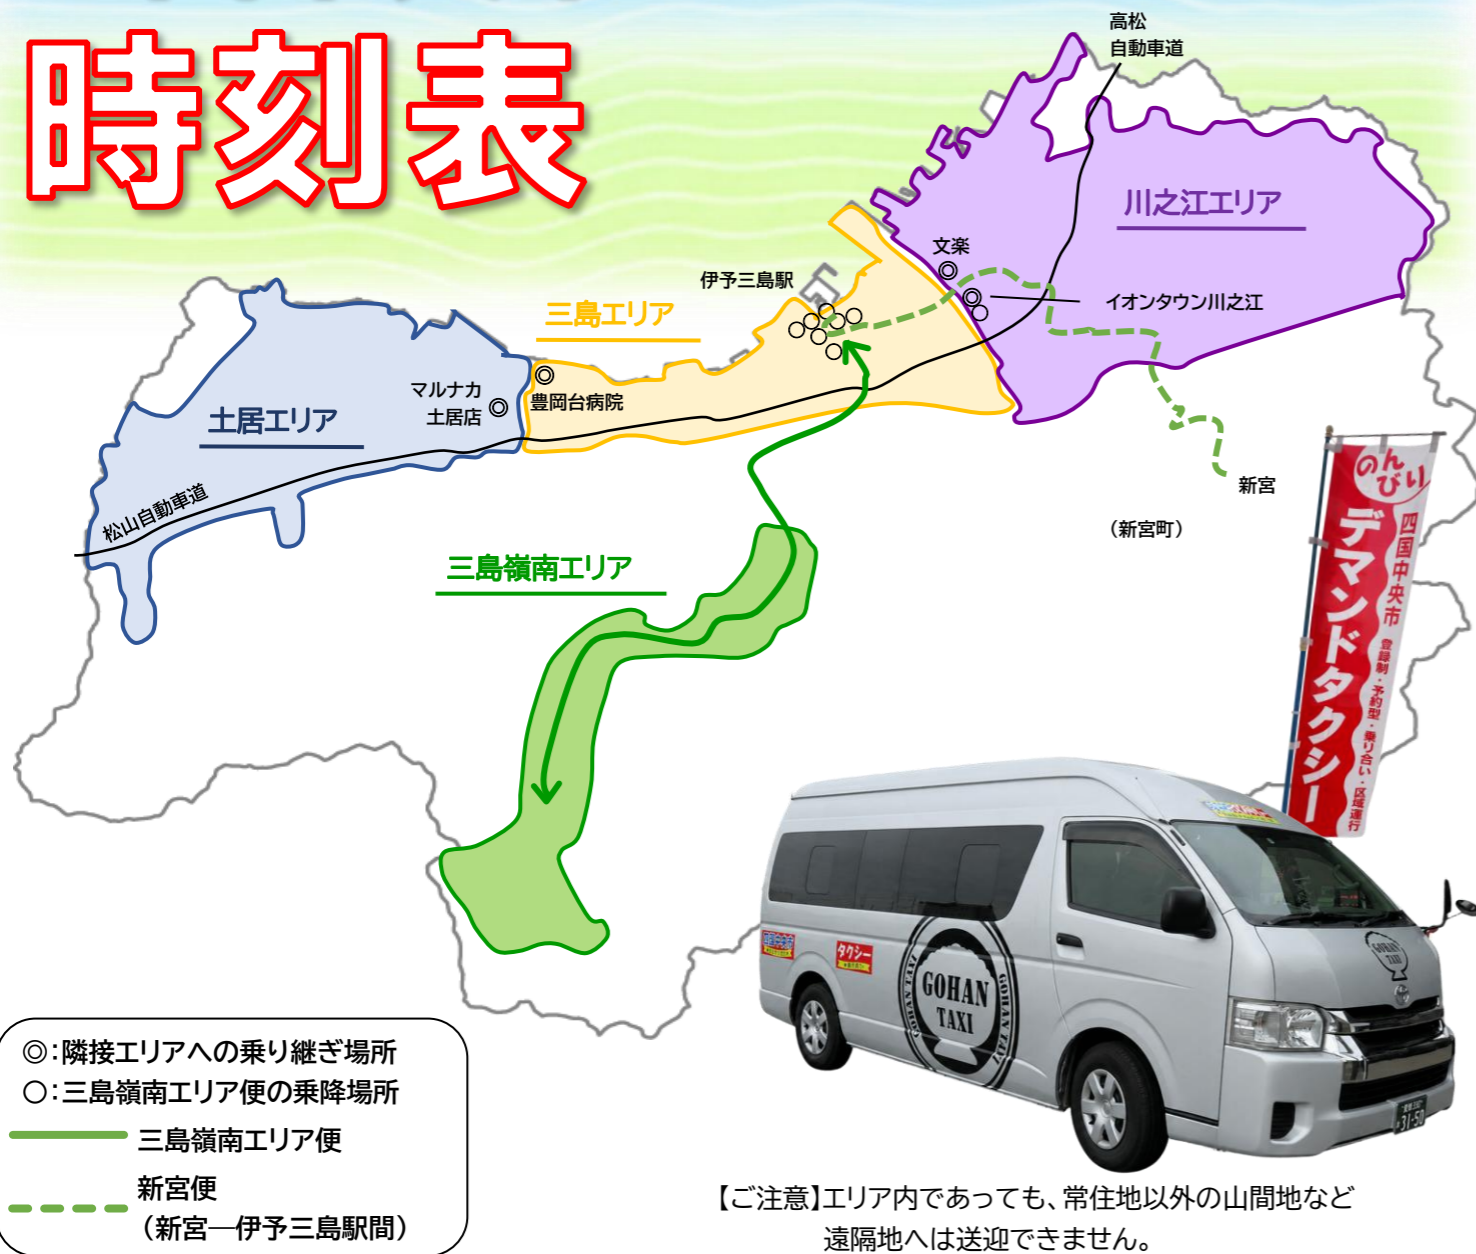 時刻表
高松
自動車道
川之江エリア
文楽
伊予三島駅
イオンタウン川之江
三島エリア
マルナカ
土居店
豊岡台病院
土居エリア
松山自動車道
新宮
(新宮町)
三島嶺南エリア
のんびり
四国中央市
デマンドタクシー
登録制・予約型・乗り合い・区域運行
タクシー
GOHAN
TAXI
GOHAN TAXI
GOHAN TAXI
GOHAN
TAXI
31-50
◎:隣接エリアへの乗り継ぎ場所
○:三島嶺南エリア便の乗降場所
三島嶺南エリア便
新宮便
(新宮―伊予三島駅間)
【ご注意】エリア内であっても、常住地以外の山間地など
遠隔地へは送迎できません。